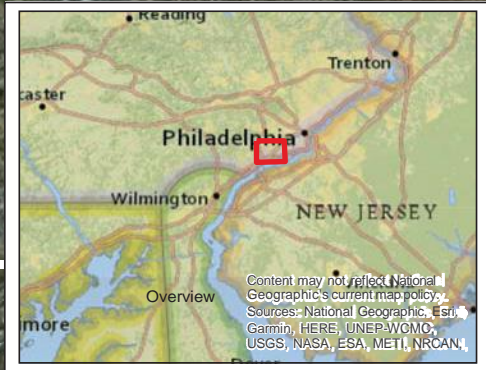 Reading
Trenton
caster
Philadelphia
Wilmington
NEW JERSEY
Overview
more
Content may not reflect National
Geographic's current map policy.
Sources: National Geographic, Esri,
Garmin, HERE, UNEP-WCMC,
USGS, NASA, ESA, METI, NRCAN,